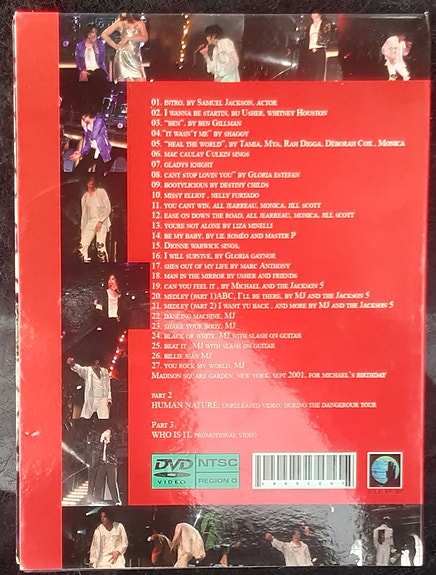 01. INTRO, BY SAMUEL JACKSON, ACTOR
02. I WANNA BE STARTIN, BU USHER, WHITNEY HOUSTON
03. "BEN", BY BEN GILLMAN
04."IT WASN'T ME" BY SHAGGY
05. "HEAL THE WORLD", BY TAMIA, MYA, RAH DEGGA, DEBORAH COX , MONICA
06. MAC CAULAY CULKIN SINGS
07. GLADYS KNIGHT
08. CANT STOP LOVIN YOU" BY GLORIA ESTEFAN
09. BOOTYLICIOUS BY DESTINY CHILDS
10. MISSY ELLIOT , NELLY FURTADO
11. YOU CANT WIN, ALL JEARREAU, MONICA, JILL SCOTT
12. EASE ON DOWN THE ROAD, ALL JEARREAU, MONICA, JILL SCOTT
13. YOURE NOT ALONE BY LIZA MINELLI
14. BE MY BABY, BY LIL ROMEO AND MASTER P
15. DIONNE WARWICK SINGS,
16. I WILL SURVIVE, BY GLORIA GAYNOR
17. SHES OUT OF MY LIFE BY MARC ANTHONY
18. MAN IN THE MIRROR BY USHER AND FRIENDS
19. CAN YOU FEEL IT , BY MICHAEL AND THE JACKSON 5
20. MEDLEY (PART 1)ABC, I'LL BE THERE, BY MJ AND THE JACKSON 5
21. MEDLEY (PART 2) I WANT YU BACK , AND MORE BY MJ AND THE JACKSON 5
22. DANCING MACHINE, MJ
23. SHAKE YOUR BODY, MJ
24. BLACK OR WHITE, MJ WITH SLASH ON GUITAR
25. BEAT IT , MJ WITH SLASH ON GUITAR
26. BILLIE JEAN MJ
27. YOU ROCK MY WORLD, MJ
MADISON SQUARE GARDEN, NEW YORK, SEPT 2001, FOR MICHAEL'S BIRTHDAY
PART 2
HUMAN NATURE, UNRELEASED VIDEO, DURING THE DANGEROUR TOUR
PART 3.
WHO IS IT, PROMOTIONAL VIDEO
DVD
VIDEO
NTSC
REGION 0